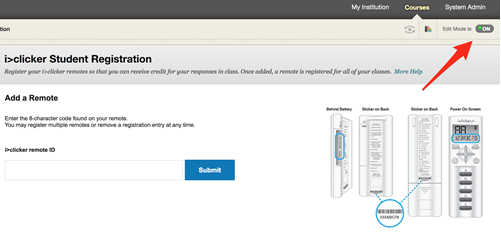 My Institution Courses System Admin
tion Edit Mode is: ON
i>clicker Student Registration
Register your i>clicker remotes so that you can receive credit for your responses in class. Once added, a remote is registered for all of your classes. More Help
Add a Remote
Enter the 8-character code found on your remote.
You may register multiple remotes or remove a registration entry at any time.
i>clicker remote ID
Submit
Behind Battery Sticker on Back Sticker on Back Power On Screen
i>clicker
AA
1234ABC78